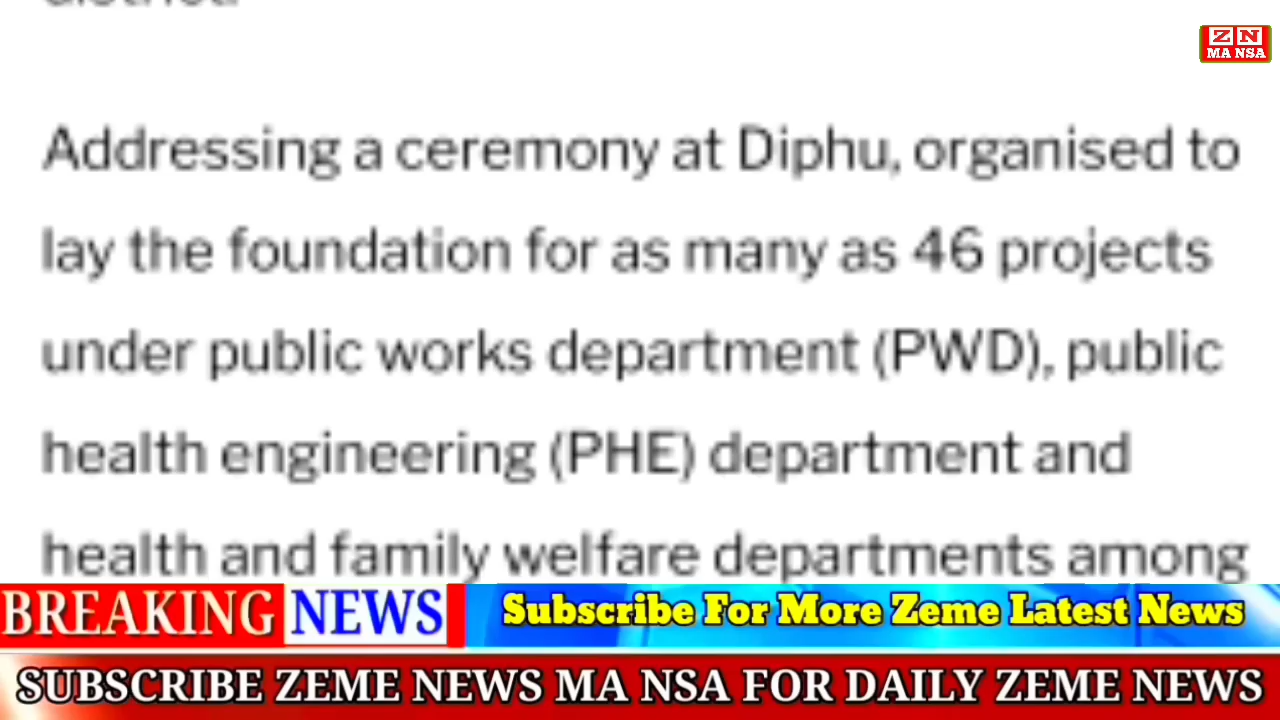 district.
Z N
MA NSA
Addressing a ceremony at Diphu, organised to
lay the foundation for as many as 46 projects
under public works department (PWD), public
health engineering (PHE) department and
health and family welfare departments among
BREAKING NEWS
Subscribe For More Zeme Latest News
SUBSCRIBE ZEME NEWS MA NSA FOR DAILY ZEME NEWS